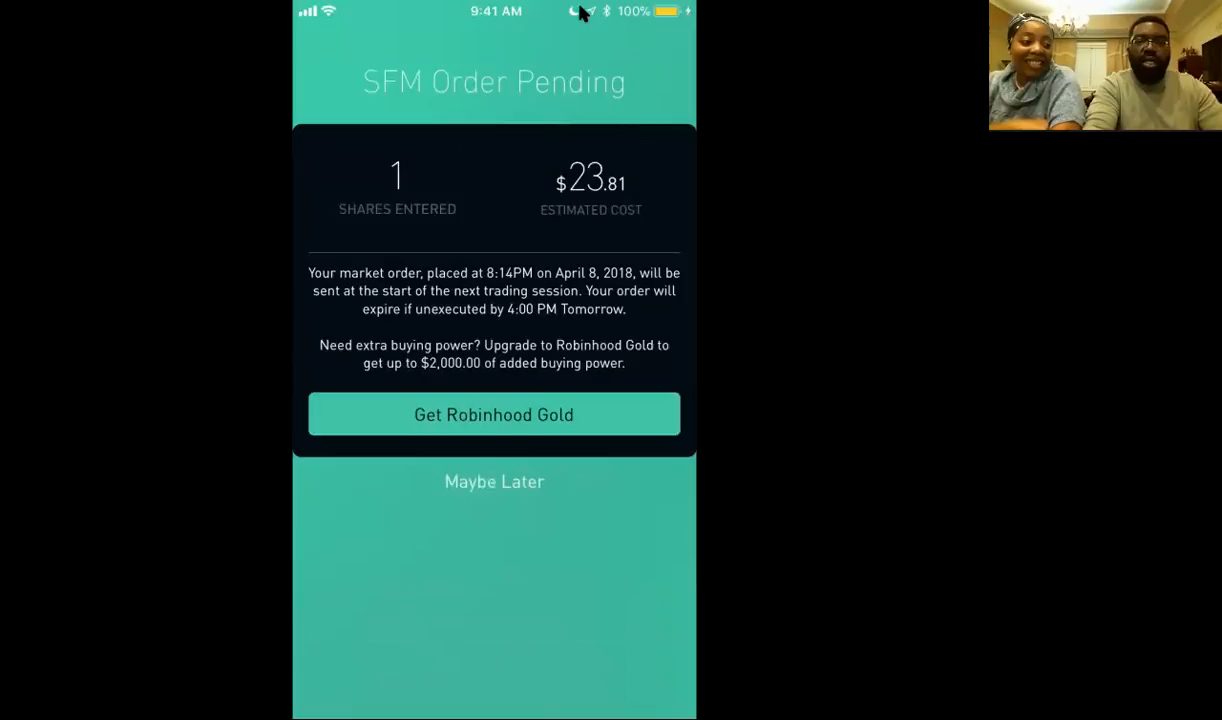 9:41 AM
100%
SFM Order Pending
1
$23.81
SHARES ENTERED
ESTIMATED COST
Your market order, placed at 8:14PM on April 8, 2018, will be
sent at the start of the next trading session. Your order will
expire if unexecuted by 4:00 PM Tomorrow.
Need extra buying power? Upgrade to Robinhood Gold to
get up to $2,000.00 of added buying power.
Get Robinhood Gold
Maybe Later